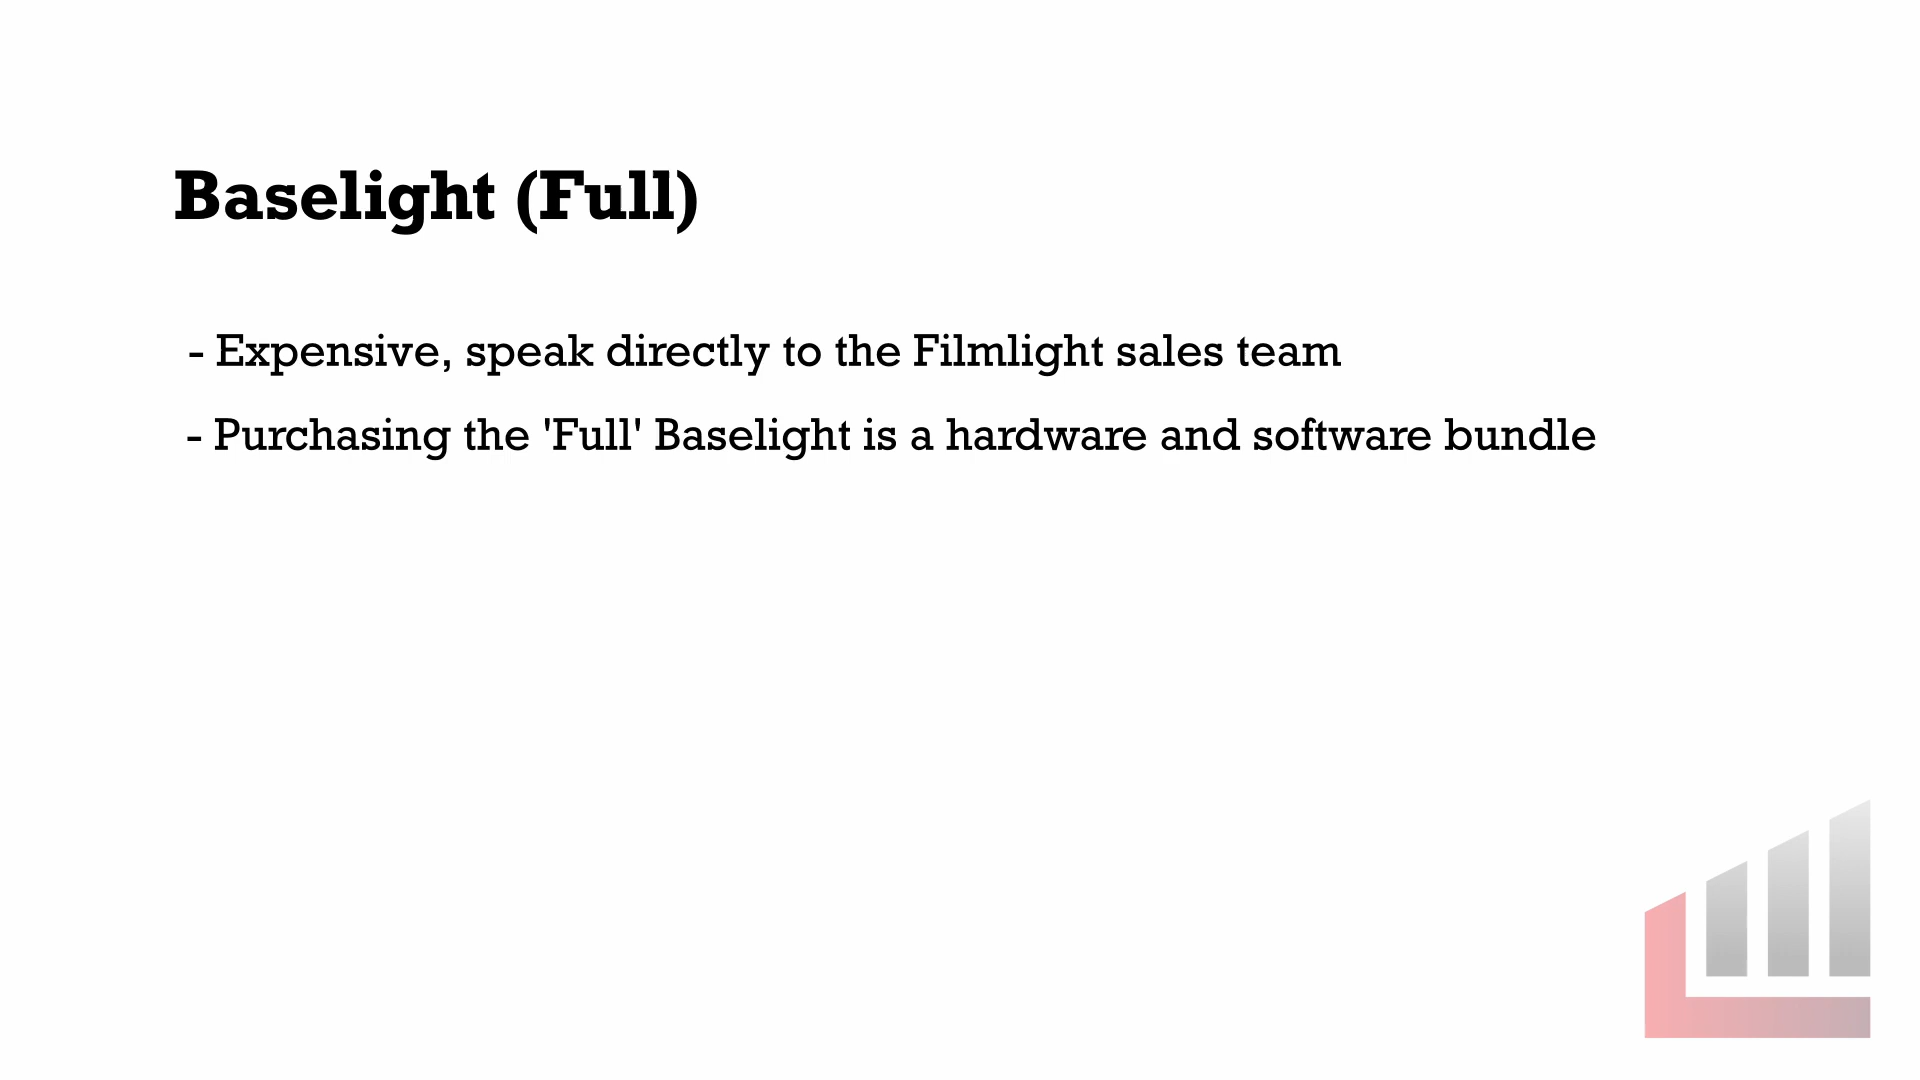 Baselight (Full)
- Expensive, speak directly to the Filmlight sales team
- Purchasing the 'Full' Baselight is a hardware and software bundle